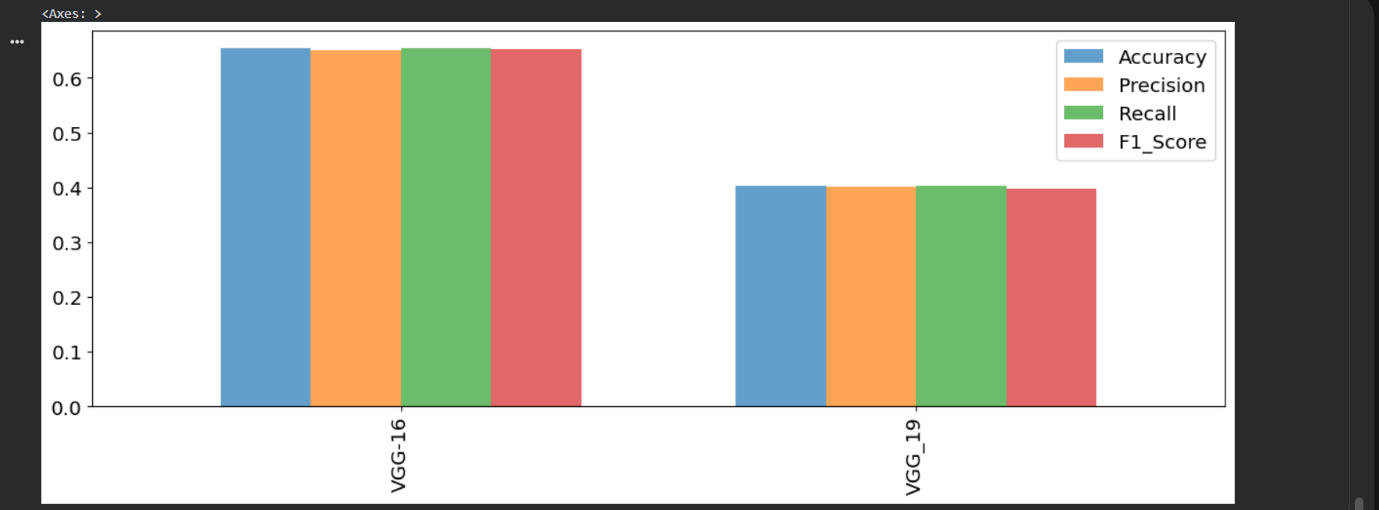 <Axes: >
Accuracy
Precision
Recall
F1_Score
0.6
0.5
0.4
0.3
0.2
0.1
0.0
VGG-16
VGG_19